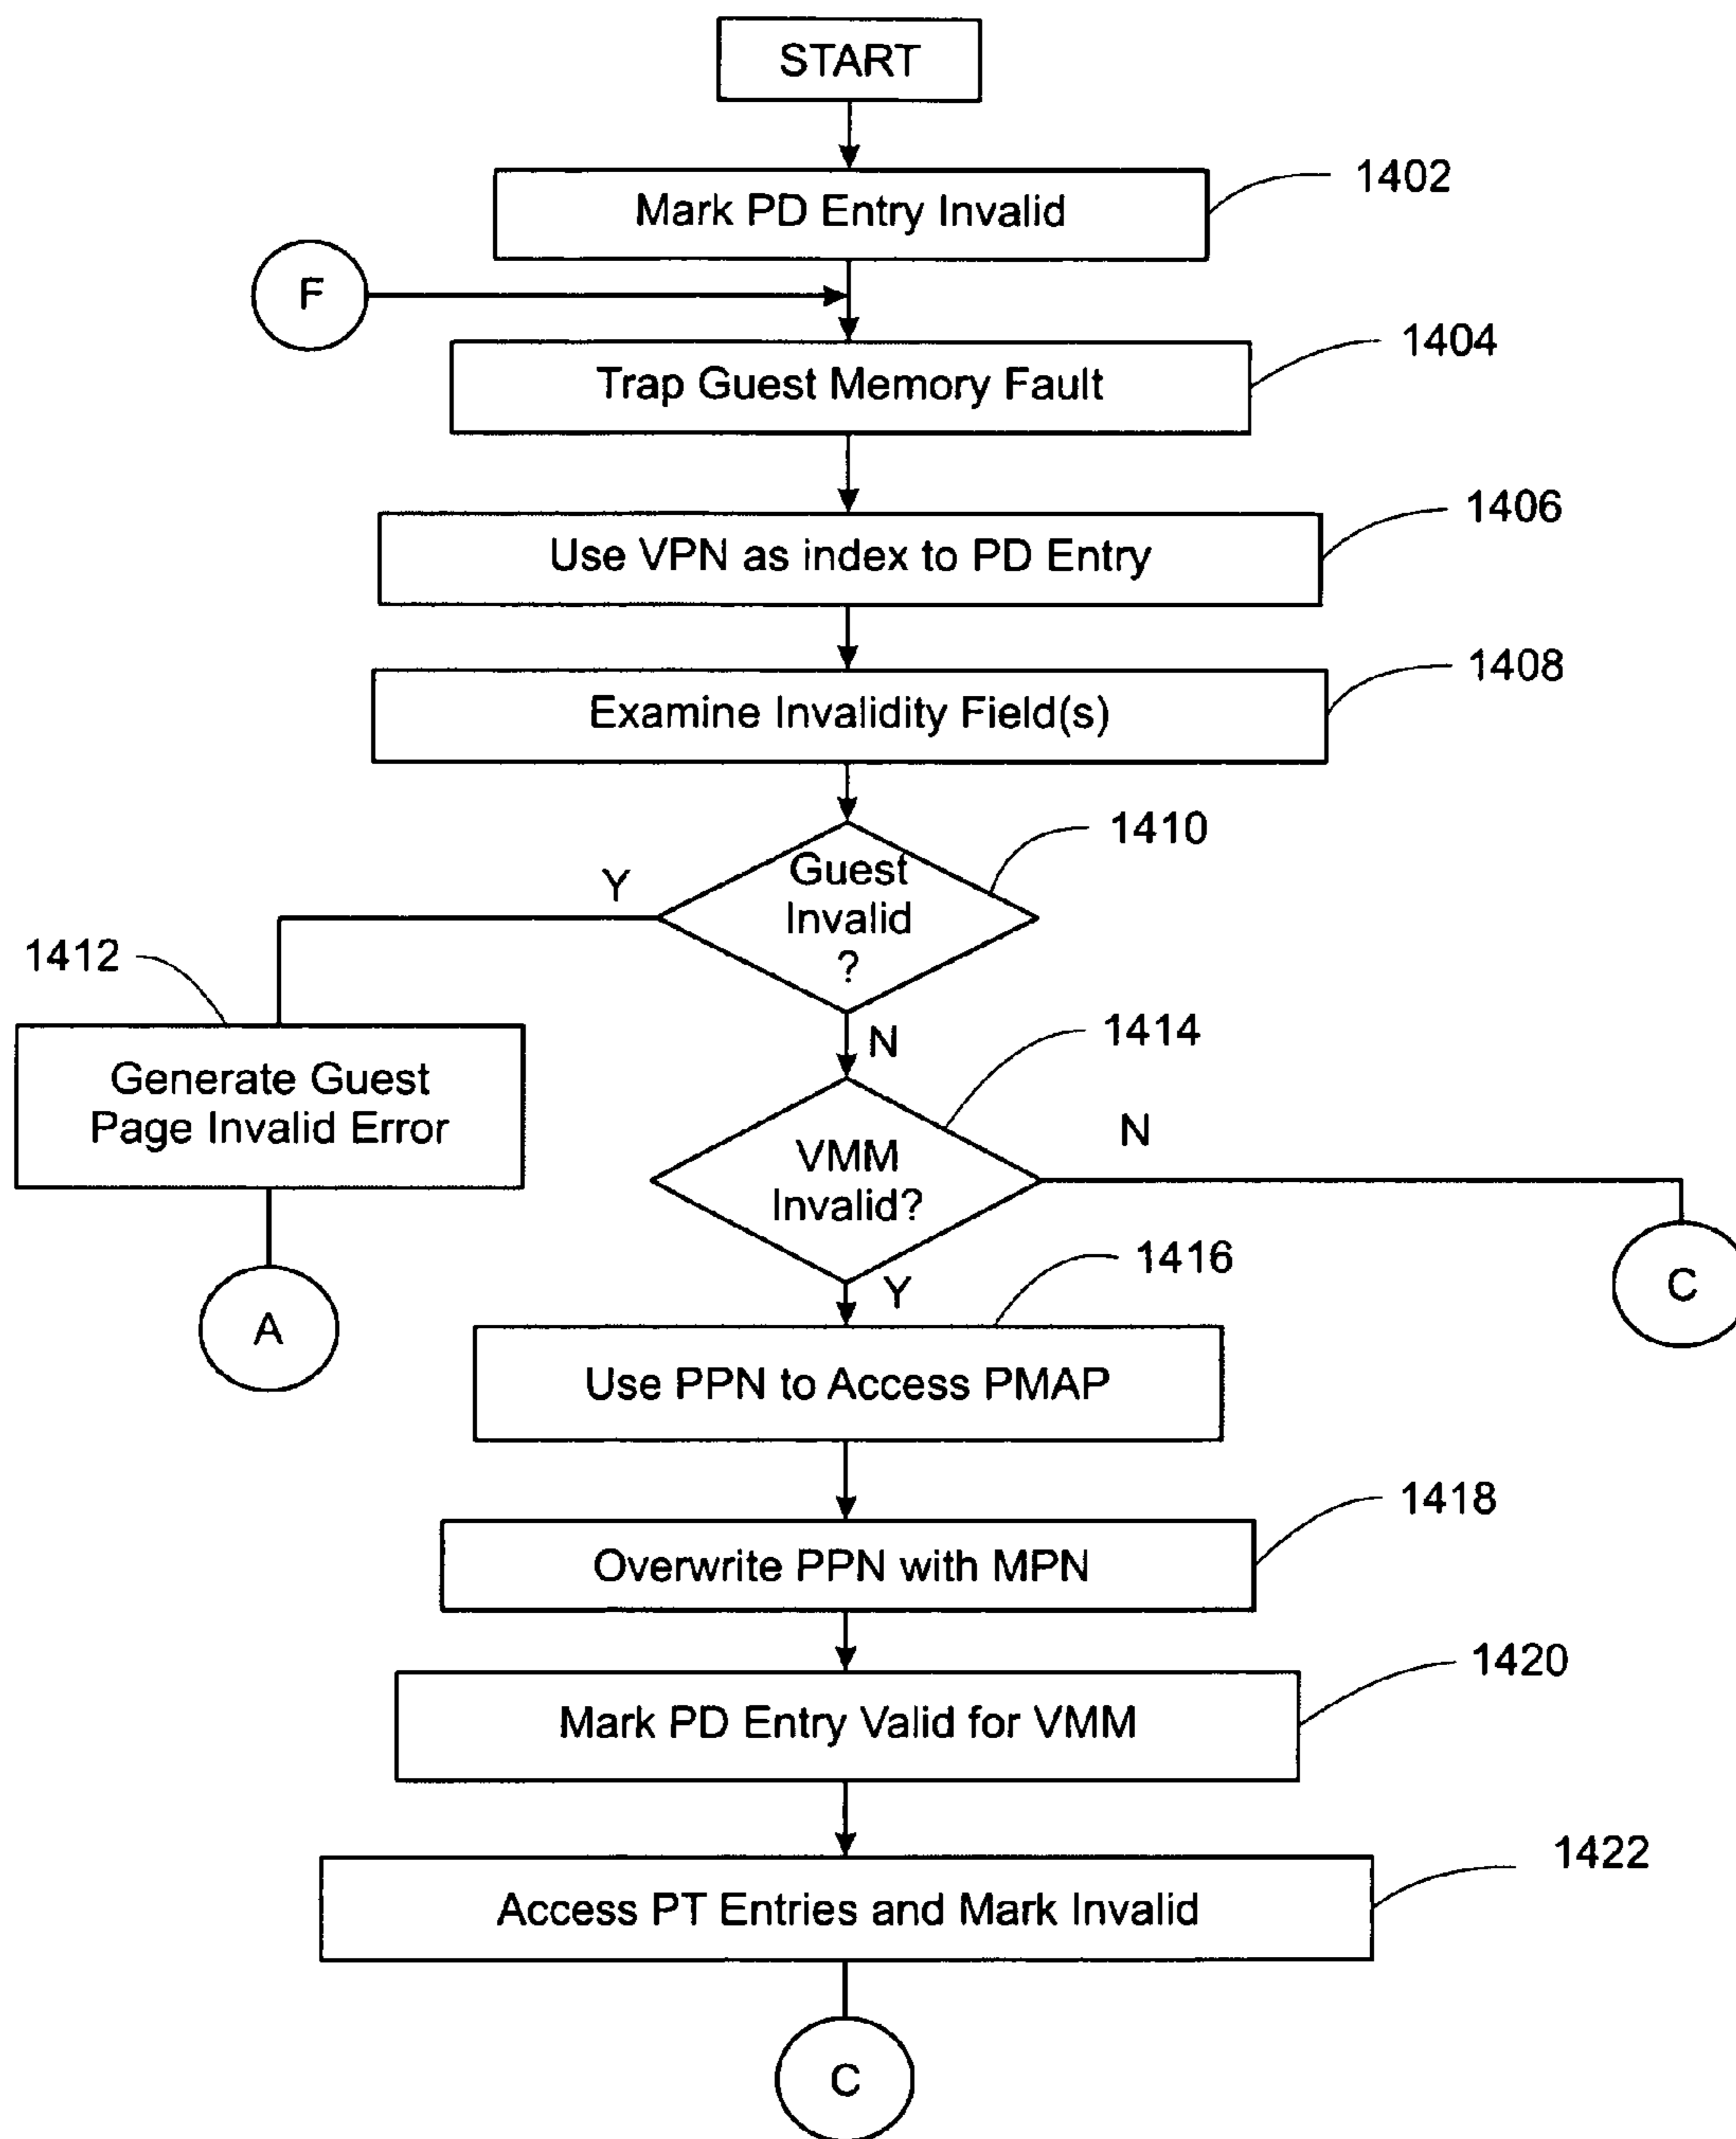 START
Mark PD Entry Invalid
1402
F
Trap Guest Memory Fault
1404
Use VPN as index to PD Entry
1406
Examine Invalidity Field(s)
1408
Guest
Invalid
?
1410
Y
N
1412
Generate Guest
Page Invalid Error
A
VMM
Invalid?
1414
N
C
Y
1416
Use PPN to Access PMAP
Overwrite PPN with MPN
1418
Mark PD Entry Valid for VMM
1420
Access PT Entries and Mark Invalid
1422
C